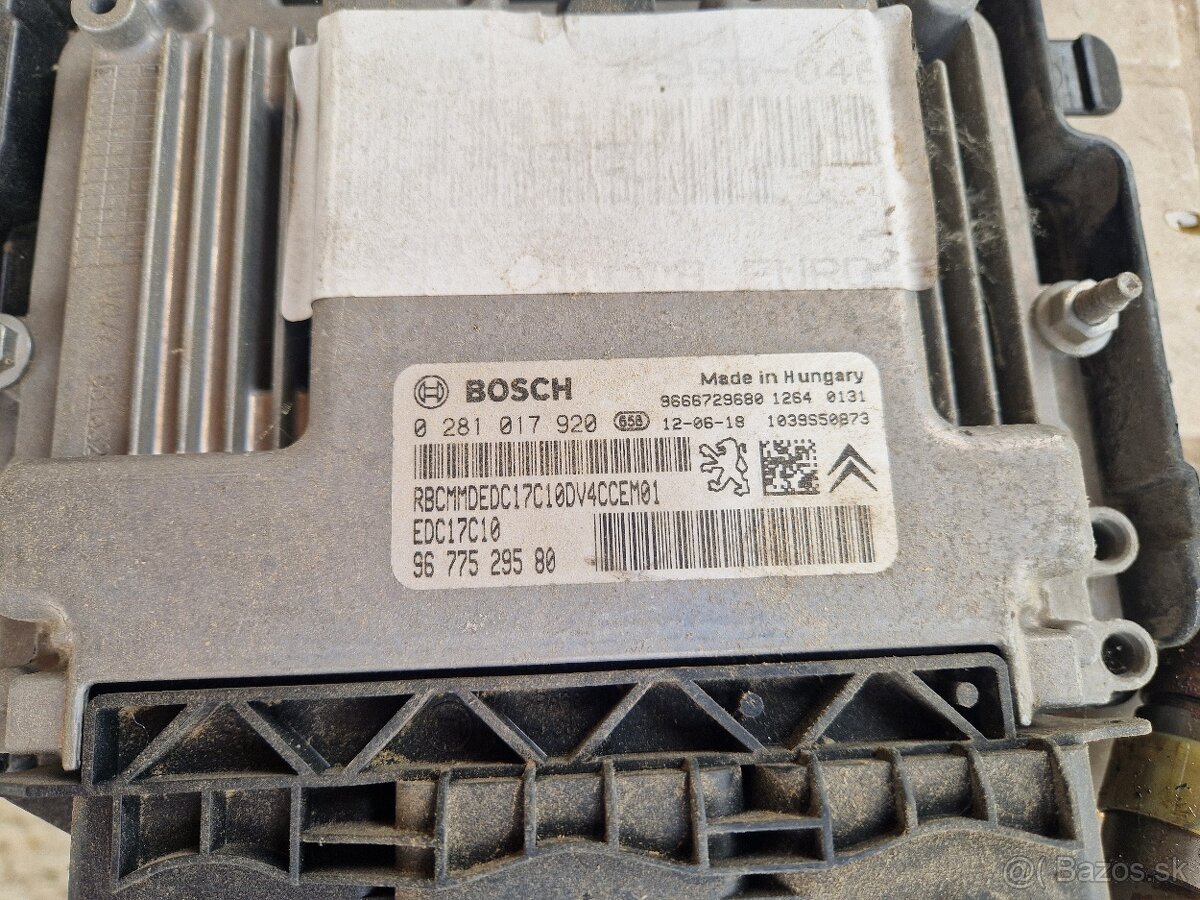 BOSCH
Made in Hungary
9666729680 1264 0131
0 281 017 920 658 12-06-18 1039S50873
RBCMMDEDC17C10DV4CCEM01
EDC17C10
96 775 295 80
Bazos.sk